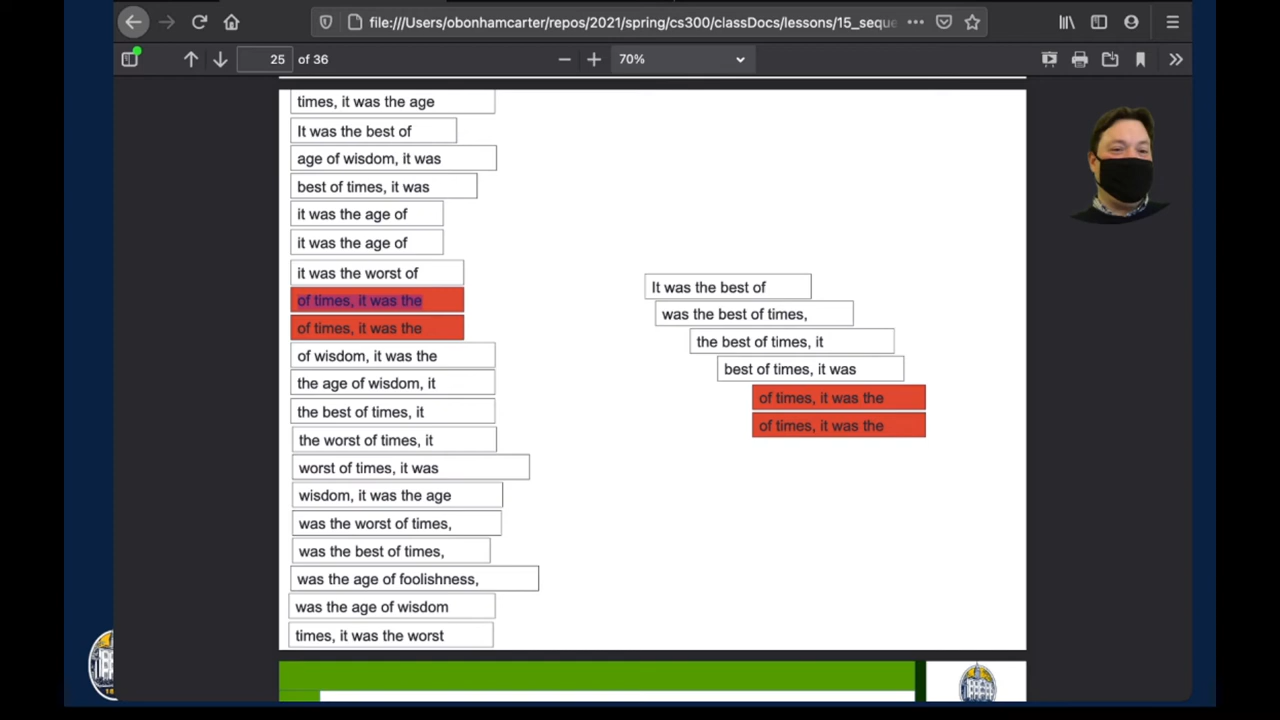 file:///Users/obonhamcarter/repos/2021/spring/cs300/classDocs/lessons/15_seque
25 of 36
70%
times, it was the age
It was the best of
age of wisdom, it was
best of times, it was
it was the age of
it was the age of
it was the worst of
of times, it was the
of times, it was the
of wisdom, it was the
the age of wisdom, it
the best of times, it
the worst of times, it
worst of times, it was
wisdom, it was the age
was the worst of times,
was the best of times,
was the age of foolishness,
was the age of wisdom
times, it was the worst
It was the best of
was the best of times,
the best of times, it
best of times, it was
of times, it was the
of times, it was the